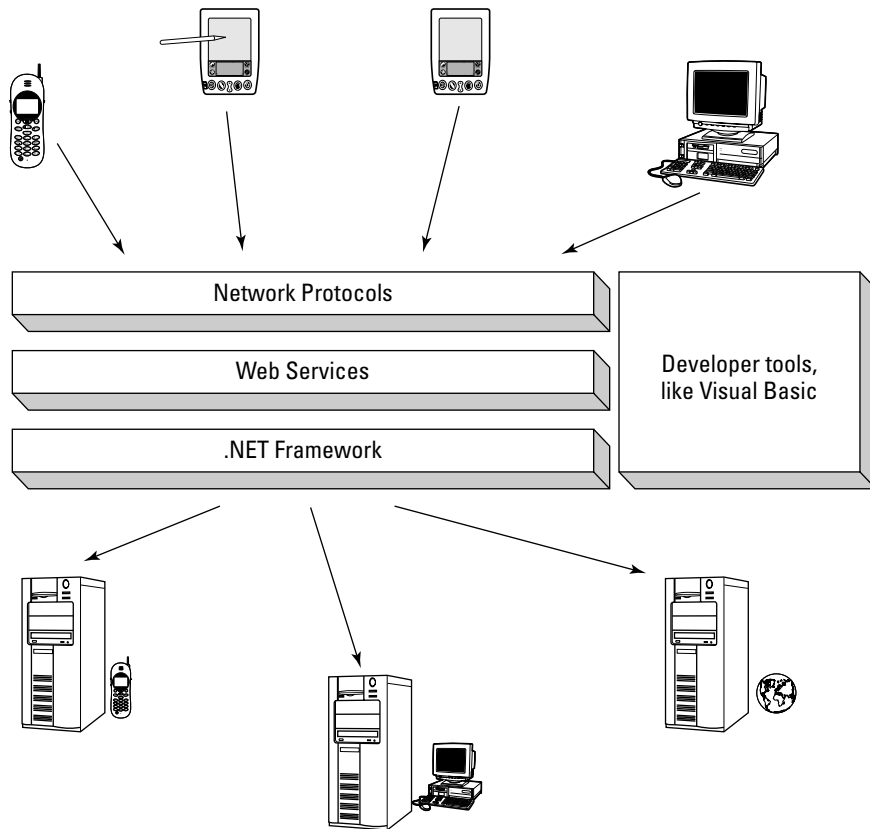 Network Protocols
Web Services
.NET Framework
Developer tools,
like Visual Basic